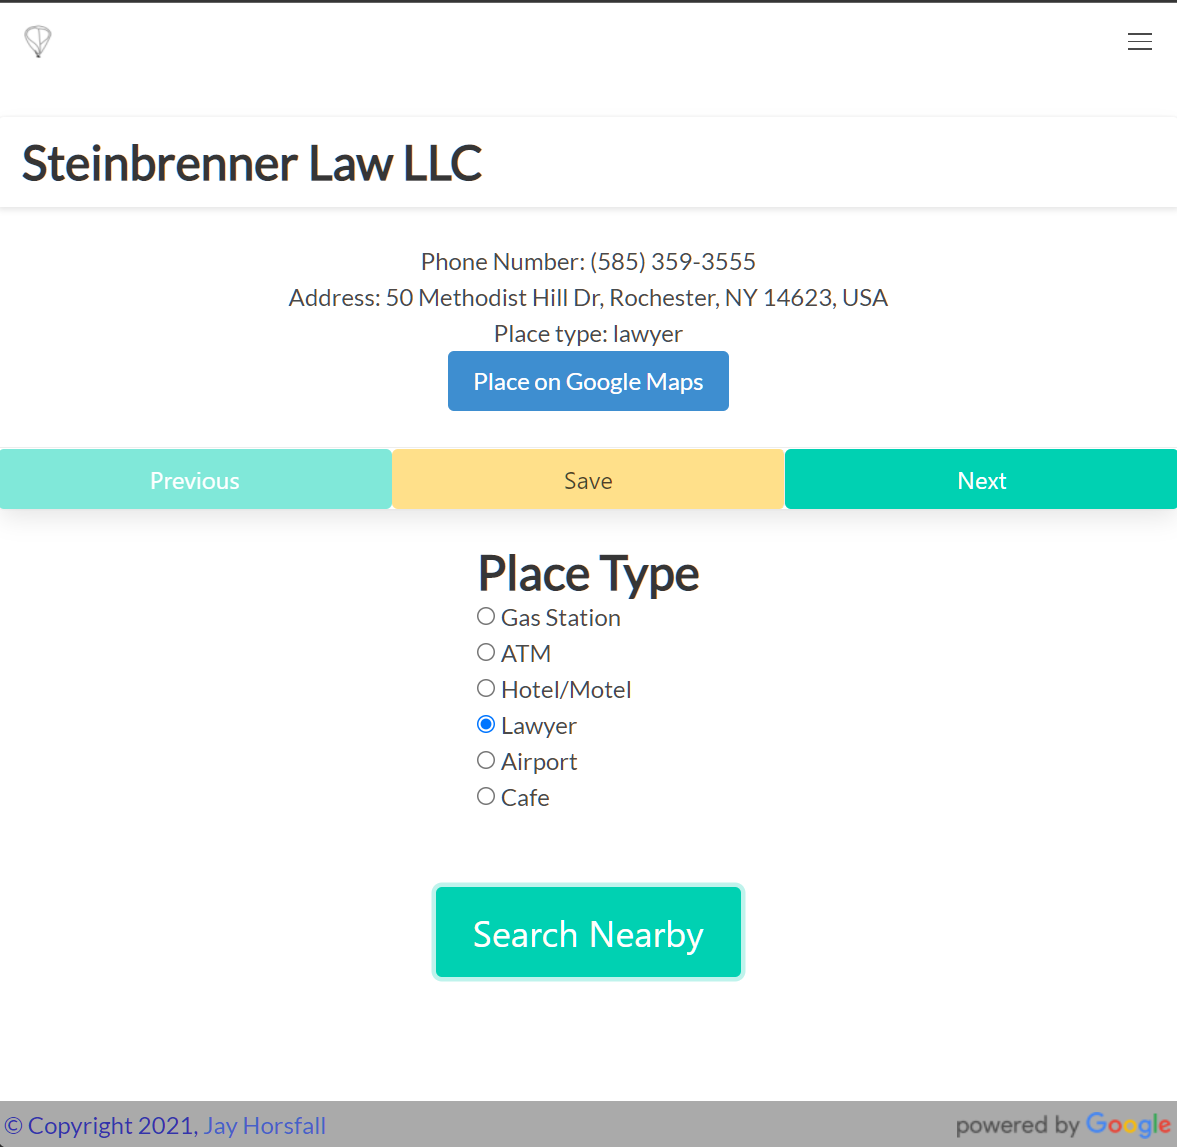 Steinbrenner Law LLC
Phone Number: (585) 359-3555
Address: 50 Methodist Hill Dr, Rochester, NY 14623, USA
Place type: lawyer
Place on Google Maps
Previous
Save
Next
Place Type
Gas Station
ATM
Hotel/Motel
Lawyer
Airport
Cafe
Search Nearby
© Copyright 2021, Jay Horsfall
powered by Google